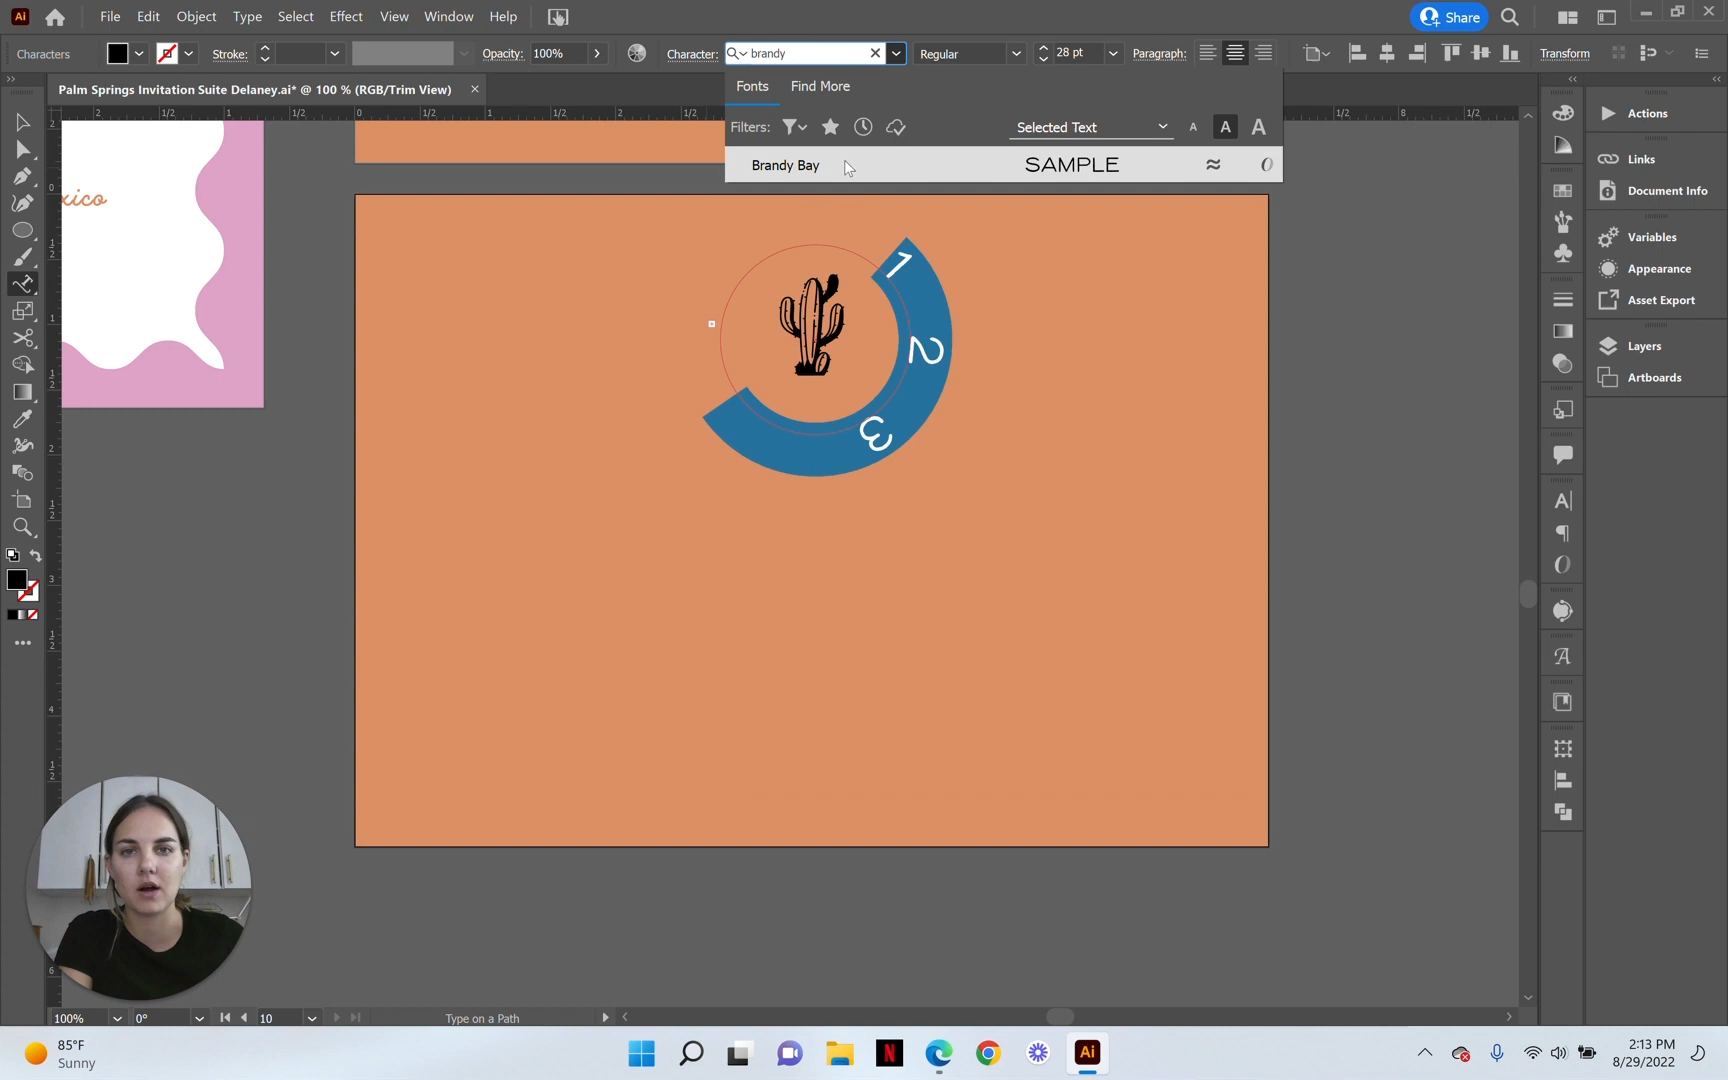 Ai File Edit Object Type Select Effect View Window Help Share
Characters Stroke: Opacity: 100% Character: brandy Regular 28 pt Paragraph: Transform
Palm Springs Invitation Suite Delaney.ai* @ 100 % (RGB/Trim View)
Fonts Find More
Filters: Selected Text A A A
Brandy Bay SAMPLE
xico
1
2
3
Actions
Links
Document Info
Variables
Appearance
Asset Export
Layers
Artboards
100% 0° 10 Type on a Path
85°F
Sunny
Ai
2:13 PM
8/29/2022